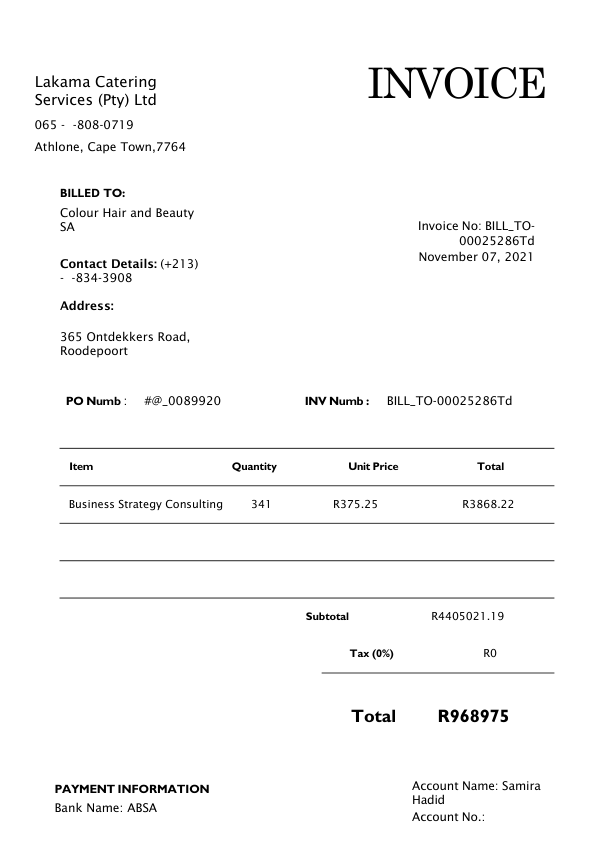 INVOICE
Lakama Catering
Services (Pty) Ltd
065 -  -808-0719
Athlone, Cape Town,7764
BILLED TO:
Colour Hair and Beauty
SA
Contact Details: (+213)
-  -834-3908
Address:
365 Ontdekkers Road,
Roodepoort
Invoice No: BILL_TO-
00025286Td
November 07, 2021
PO Numb : #@_0089920 INV Numb : BILL_TO-00025286Td
Item Quantity Unit Price Total
Business Strategy Consulting 341 R375.25 R3868.22
Subtotal R4405021.19
Tax (0%) R0
Total R968975
PAYMENT INFORMATION
Bank Name: ABSA
Account Name: Samira
Hadid
Account No.: